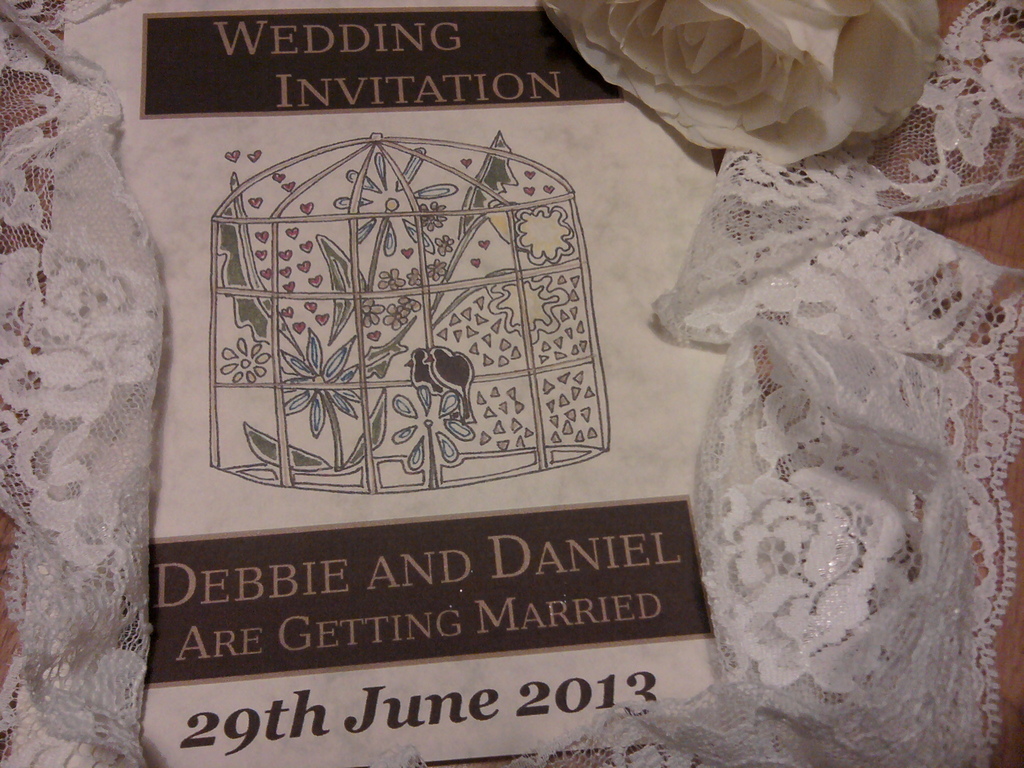 WEDDING
INVITATION
DEBBIE AND DANIEL
ARE GETTING MARRIED
29th June 2013